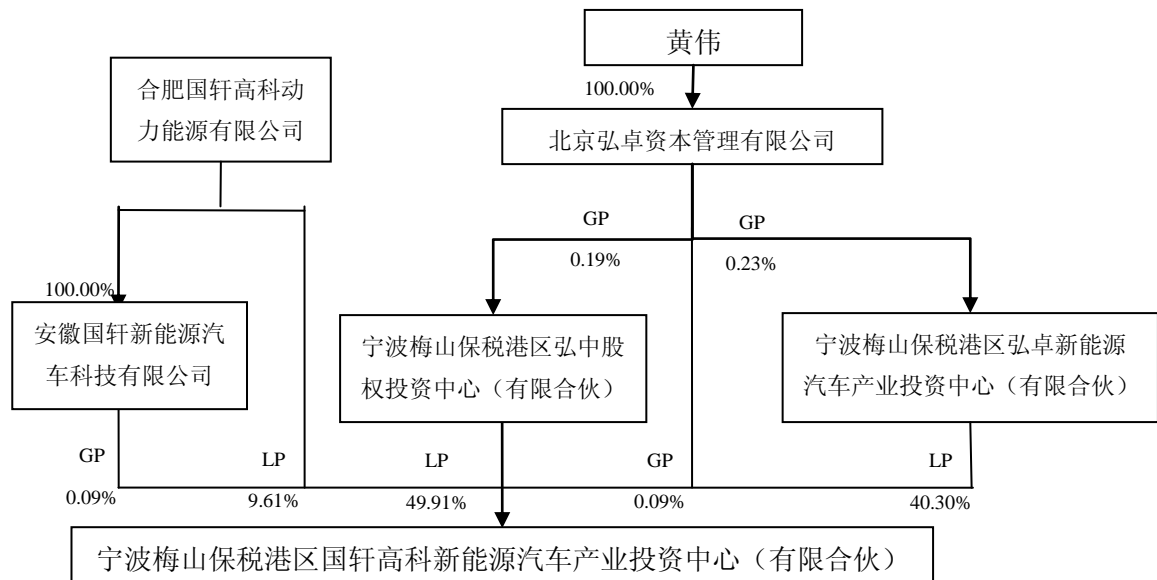 黄伟
合肥国轩高科动
力能源有限公司
100.00%
北京弘卓资本管理有限公司
GP
GP
0.19%
0.23%
100.00%
安徽国轩新能源汽
车科技有限公司
宁波梅山保税港区弘中股
权投资中心（有限合伙）
宁波梅山保税港区弘卓新能源
汽车产业投资中心（有限合伙）
GP
LP
LP
GP
LP
0.09%
9.61%
49.91%
0.09%
40.30%
宁波梅山保税港区国轩高科新能源汽车产业投资中心（有限合伙）